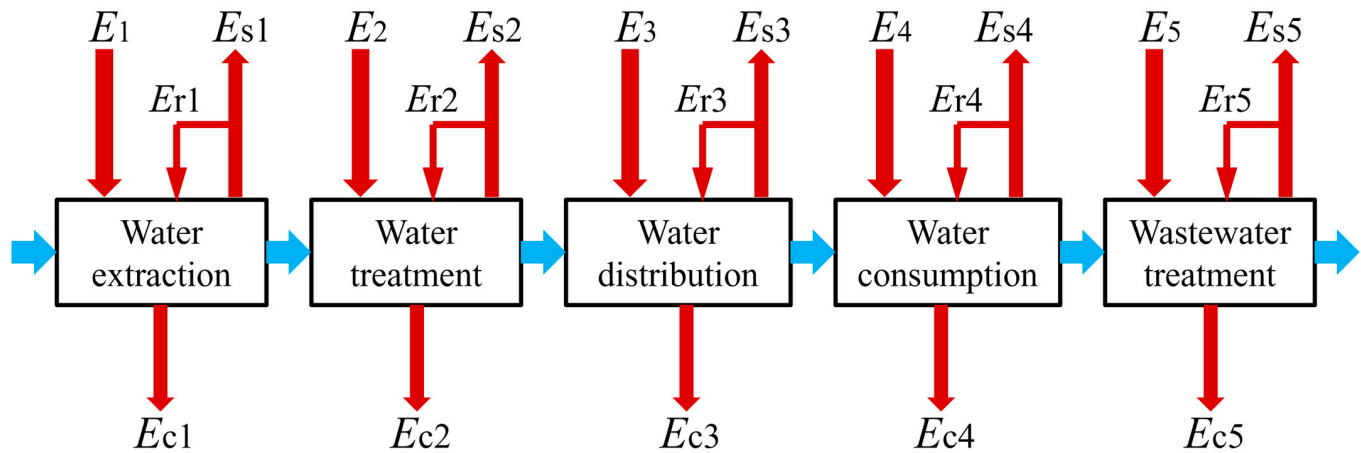 E1 Es1 E2 Es2 E3 Es3 E4 Es4 E5 Es5
Er1 Er2 Er3 Er4 Er5
Water Water Water Water Wastewater
extraction treatment distribution consumption treatment
Ec1 Ec2 Ec3 Ec4 Ec5